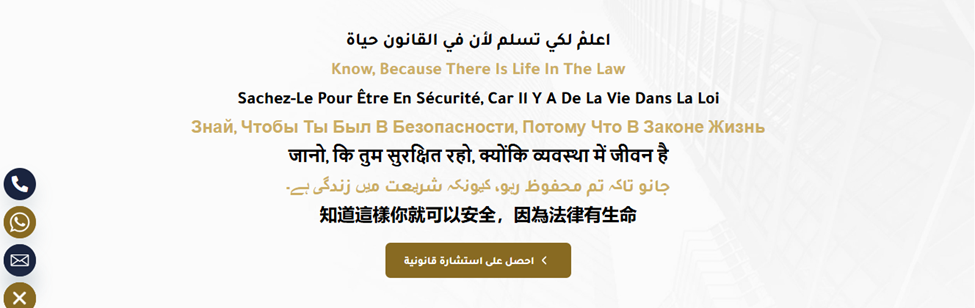 اعلمْ لكي تسلم لأن في القانون حياة
Know, Because There Is Life In The Law
Sachez-Le Pour Être En Sécurité, Car Il Y A De La Vie Dans La Loi
Знай, Чтобы Ты Был В Безопасности, Потому Что В Законе Жизнь
जानो, कि तुम सुरक्षित रहो, क्योंकि व्यवस्था में जीवन है
جانو تاکہ تم محفوظ رہو، کیونکہ شریعت میں زندگی ہے۔
知道這樣你就可以安全，因為法律有生命
احصل على استشارة قانونية